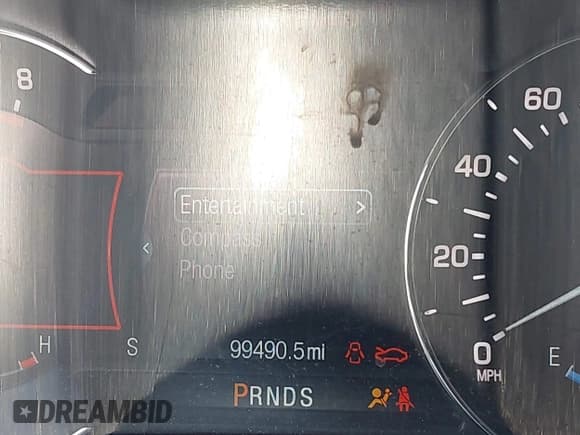 8
60
40
20
0
MPH
Entertainment >
Compass
Phone
<
H
S
99490.5mi
E
PRNDS
DREAMBID